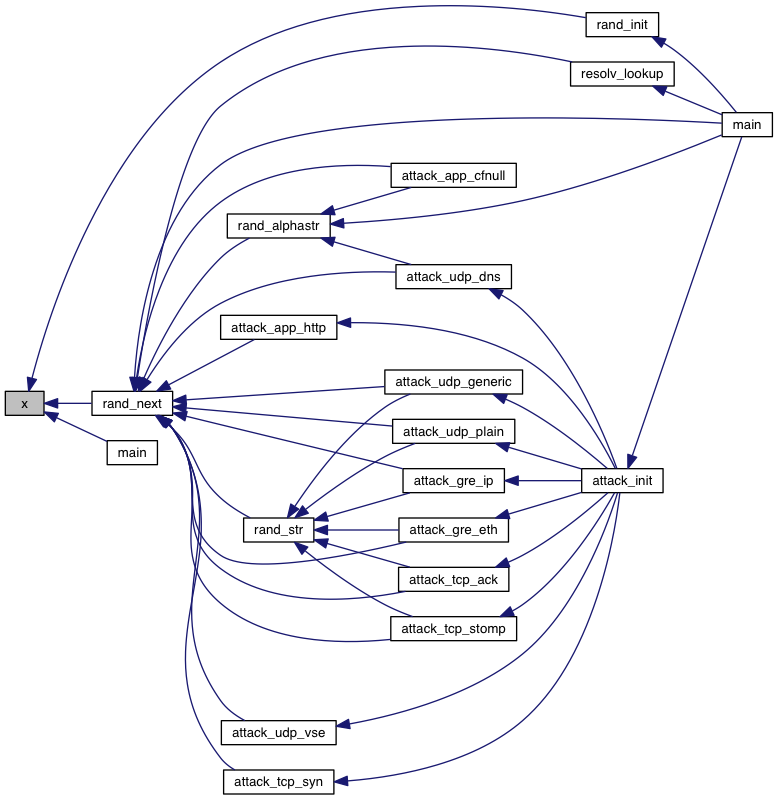 rand_init
resolv_lookup
main
attack_app_cfnull
rand_alphastr
attack_udp_dns
attack_app_http
attack_udp_generic
x
rand_next
attack_udp_plain
main
attack_gre_ip
attack_init
rand_str
attack_gre_eth
attack_tcp_ack
attack_tcp_stomp
attack_udp_vse
attack_tcp_syn